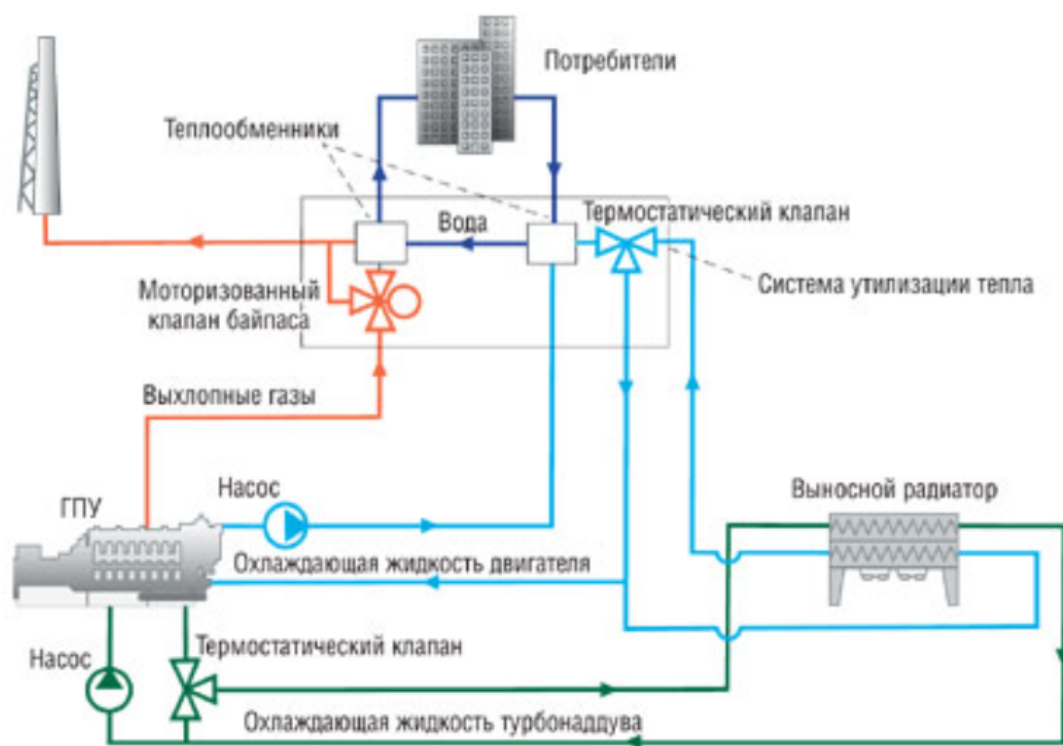 Потребители
Теплообменники
Термостатический клапан
Вода
Система утилизации тепла
Моторизованный
клапан байпаса
Выхлопные газы
Насос
Выносной радиатор
ГПУ
Охлаждающая жидкость двигателя
Термостатический клапан
Насос
Охлаждающая жидкость турбонаддува